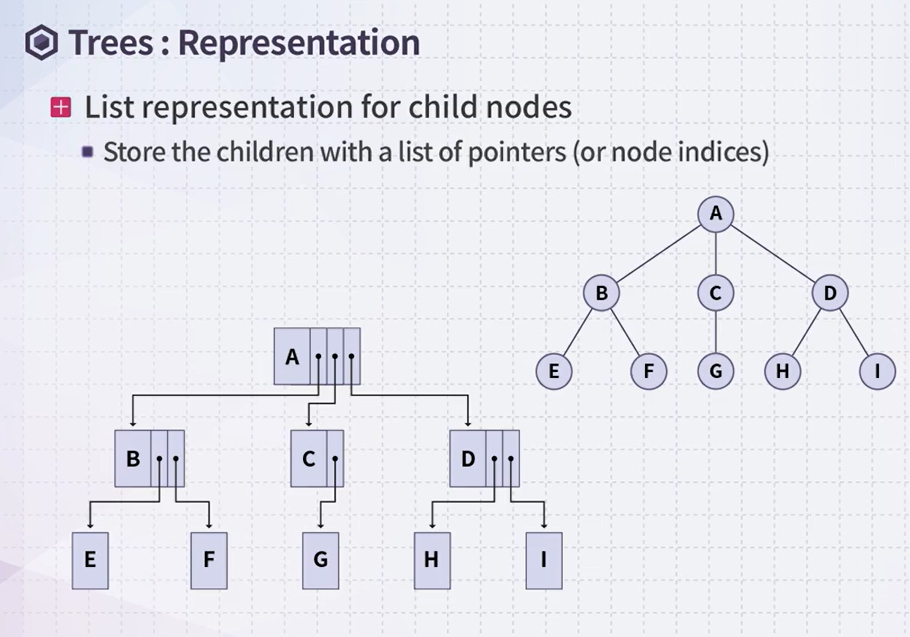 Trees : Representation
List representation for child nodes
Store the children with a list of pointers (or node indices)
A
B C D
E F G H I
A
B C D
E F G H I